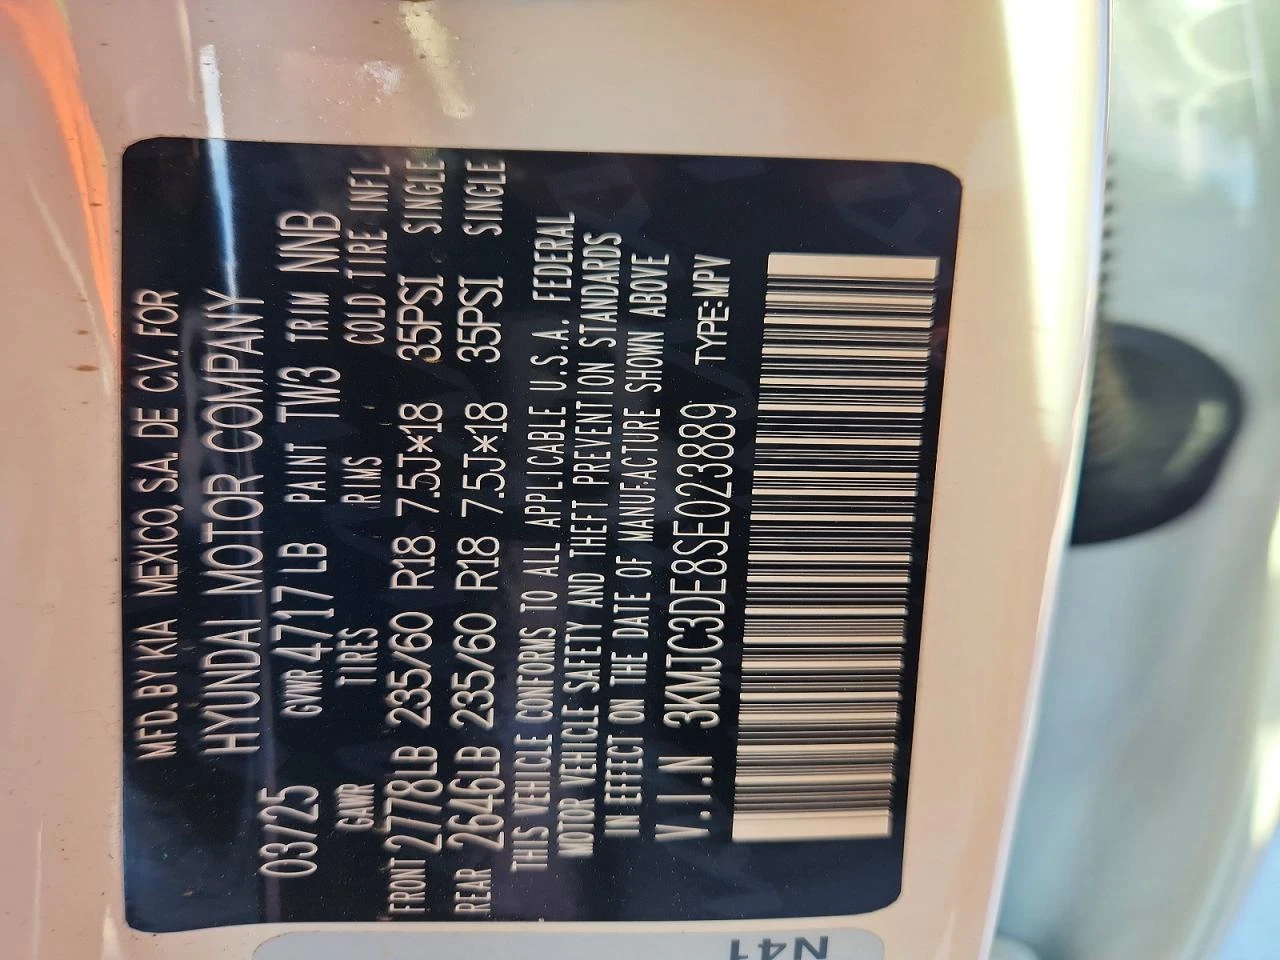 MFD. BY KIA MEXICO, S.A. DE C.V. FOR
HYUNDAI MOTOR COMPANY
03/25 GVWR 4717 LB PAINT TW3 TRIM NNB
GAWR TIRES RIMS COLD TIRE INFL
FRONT 2778LB 235/60 R18 7.5J*18 35PSI SINGLE
REAR 2646LB 235/60 R18 7.5J*18 35PSI SINGLE
THIS VEHICLE CONFORMS TO ALL APPLICABLE U.S.A. FEDERAL
MOTOR VEHICLE SAFETY AND THEFT PREVENTION STANDARDS
IN EFFECT ON THE DATE OF MANUFACTURE SHOWN ABOVE
V.I.N 3KMJC3DE8SE023889 TYPE:MPV
N41